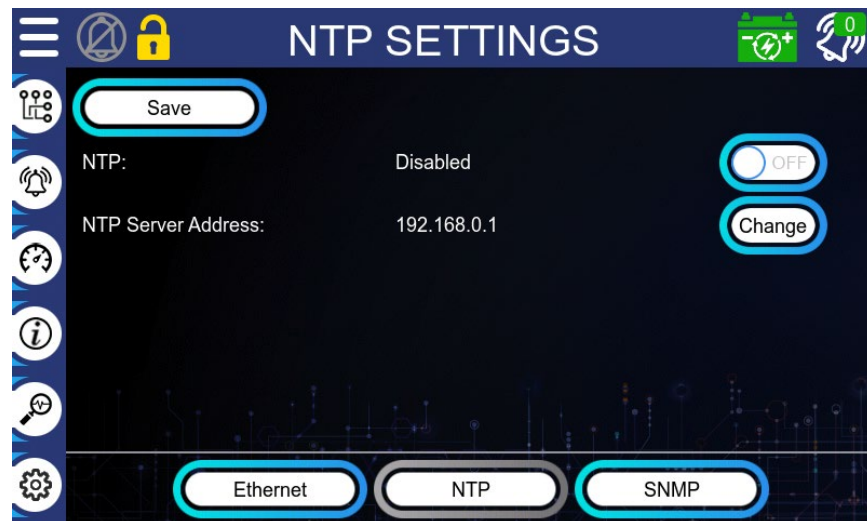 NTP SETTINGS
0
Save
NTP: Disabled OFF
NTP Server Address: 192.168.0.1 Change
Ethernet NTP SNMP